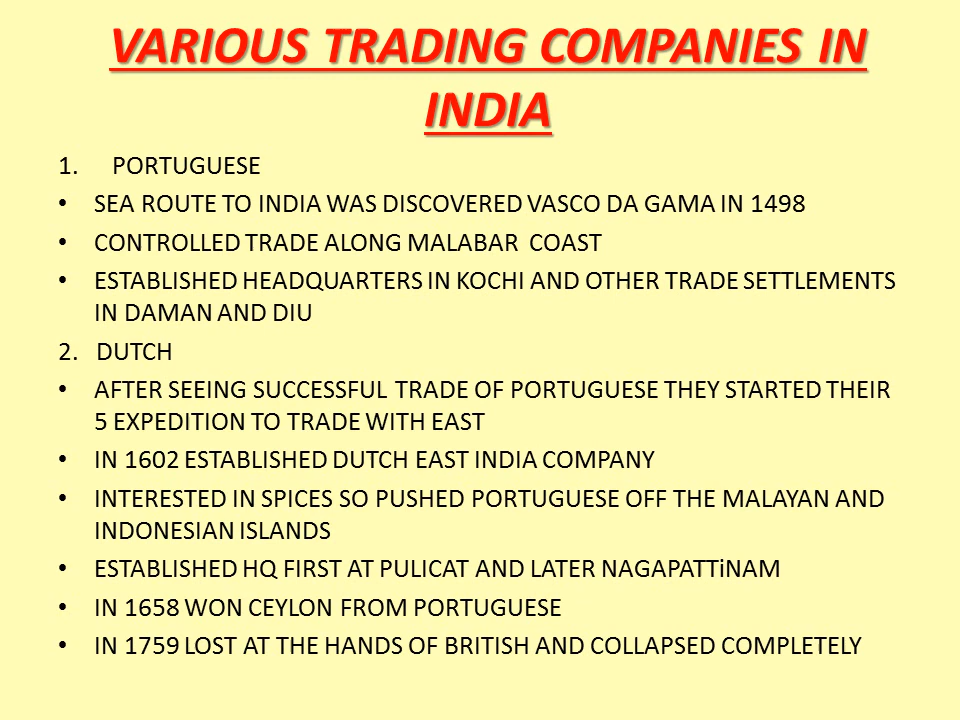 VARIOUS TRADING COMPANIES IN
INDIA
1. PORTUGUESE
• SEA ROUTE TO INDIA WAS DISCOVERED VASCO DA GAMA IN 1498
• CONTROLLED TRADE ALONG MALABAR COAST
• ESTABLISHED HEADQUARTERS IN KOCHI AND OTHER TRADE SETTLEMENTS
IN DAMAN AND DIU
2. DUTCH
• AFTER SEEING SUCCESSFUL TRADE OF PORTUGUESE THEY STARTED THEIR
5 EXPEDITION TO TRADE WITH EAST
• IN 1602 ESTABLISHED DUTCH EAST INDIA COMPANY
• INTERESTED IN SPICES SO PUSHED PORTUGUESE OFF THE MALAYAN AND
INDONESIAN ISLANDS
• ESTABLISHED HQ FIRST AT PULICAT AND LATER NAGAPATTiNAM
• IN 1658 WON CEYLON FROM PORTUGUESE
• IN 1759 LOST AT THE HANDS OF BRITISH AND COLLAPSED COMPLETELY